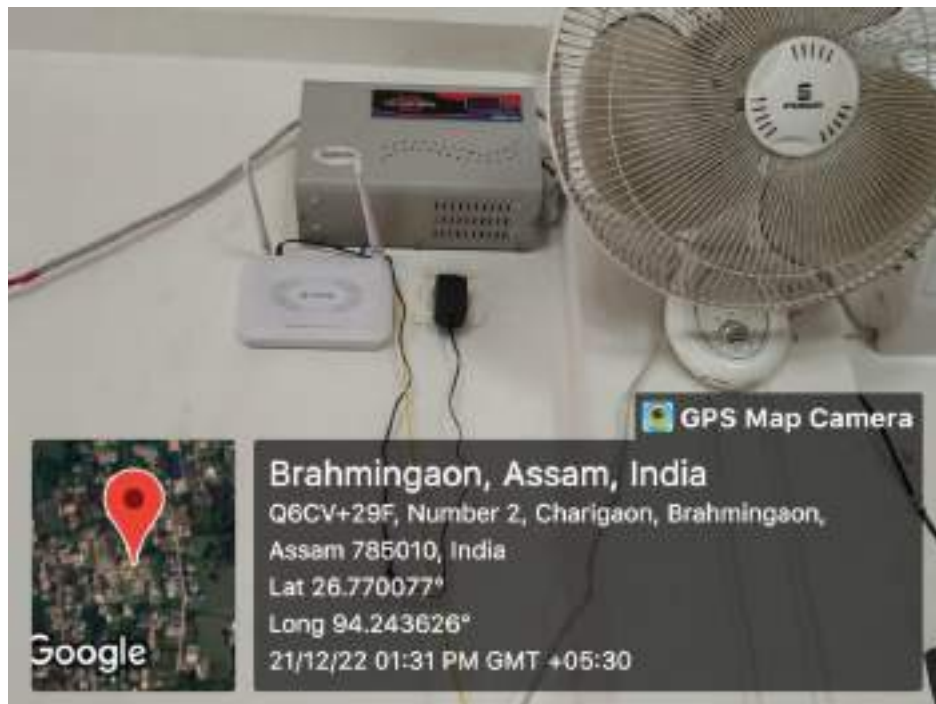 GPS Map Camera
Brahmingaon, Assam, India
Q6CV+29F, Number 2, Charigaon, Brahmingaon,
Assam 785010, India
Lat 26.770077°
Long 94.243626°
21/12/22 01:31 PM GMT +05:30
Google